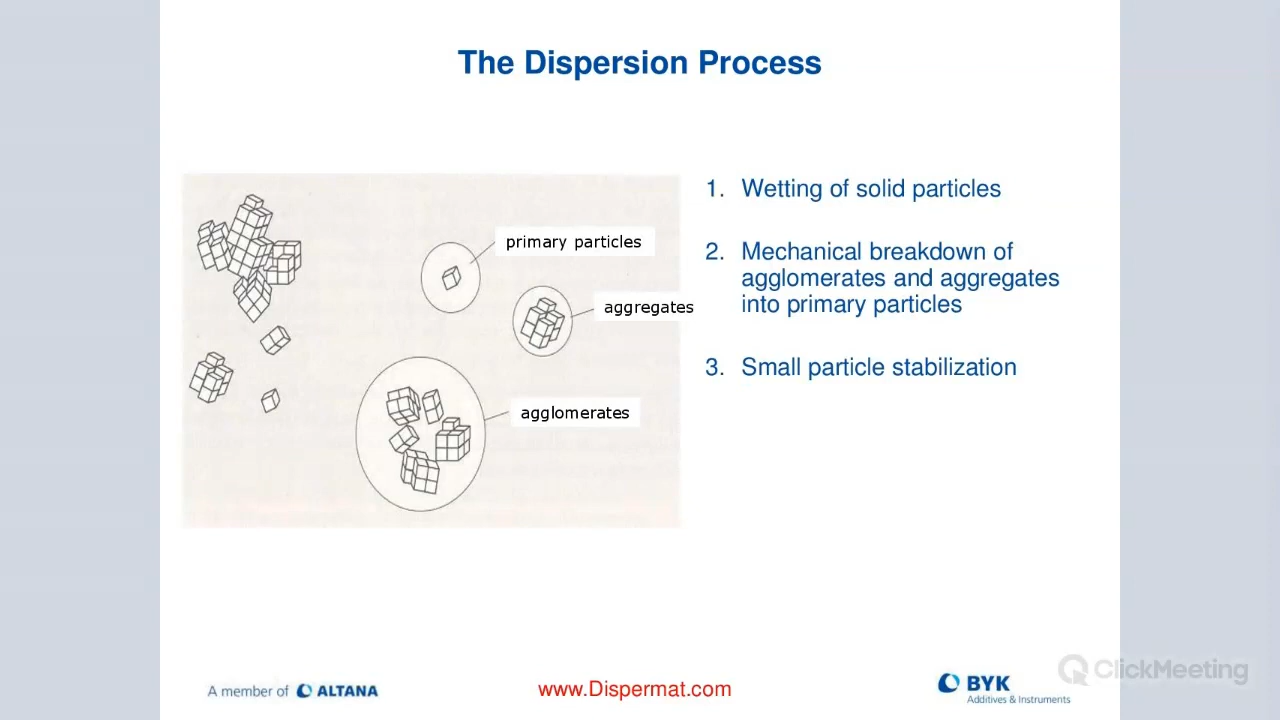 The Dispersion Process
primary particles
aggregates
agglomerates
1. Wetting of solid particles
2. Mechanical breakdown of
agglomerates and aggregates
into primary particles
3. Small particle stabilization
A member of ALTANA
www.Dispermat.com
BYK
Additives & Instruments
ClickMeeting